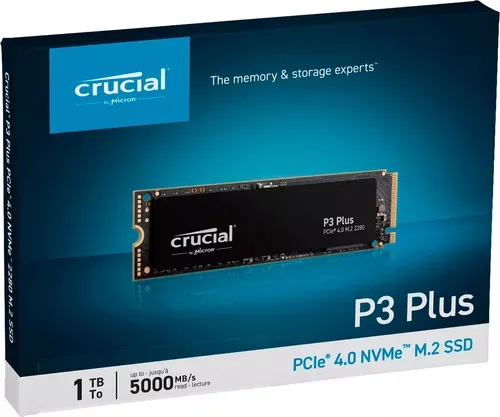 crucial
by Micron
The memory & storage experts™
Crucial® P3 Plus PCIe® 4.0 NVMe™ 2280 M.2 SSD
crucial
by Micron
P3 Plus
PCIe® 4.0 M.2 2280
P3 Plus
PCIe® 4.0 NVMe™ M.2 SSD
1 TB
To
up to - jusqu'à
5000 MB/s
read - lecture